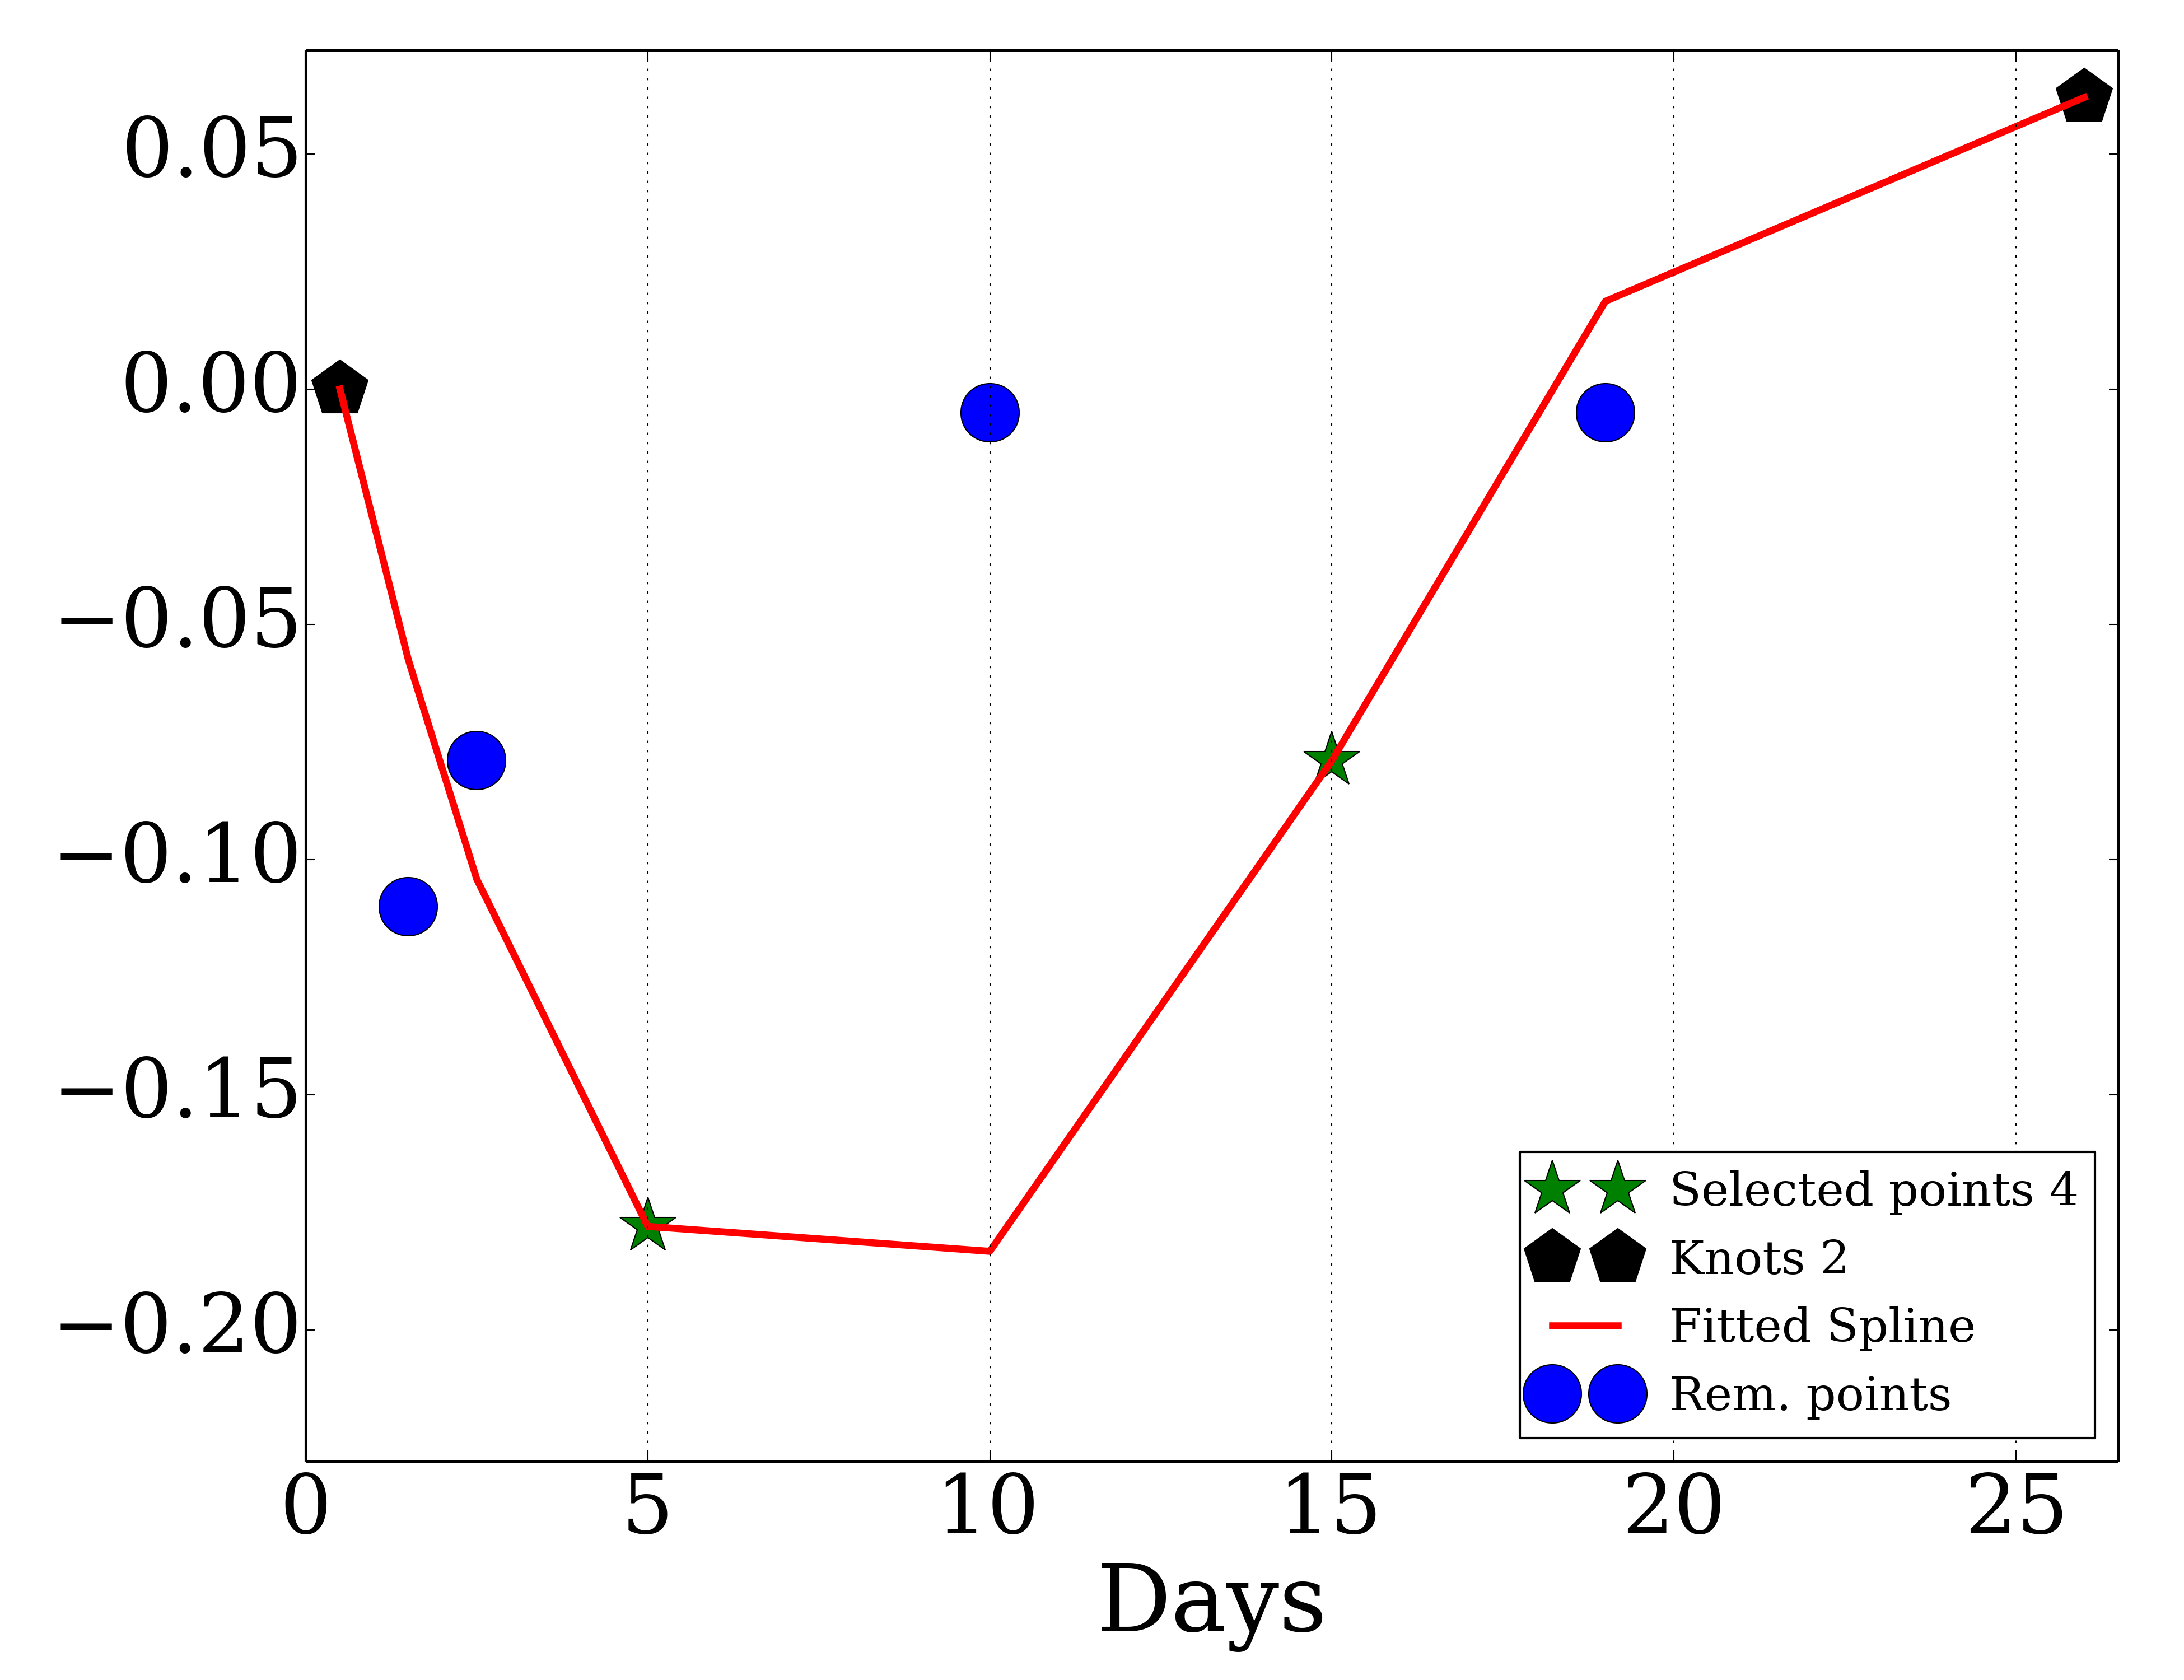 0.05
0.00
−0.05
−0.10
−0.15
−0.20
Selected points 4
Knots 2
Fitted Spline
Rem. points
0 5 10 15 20 25
Days